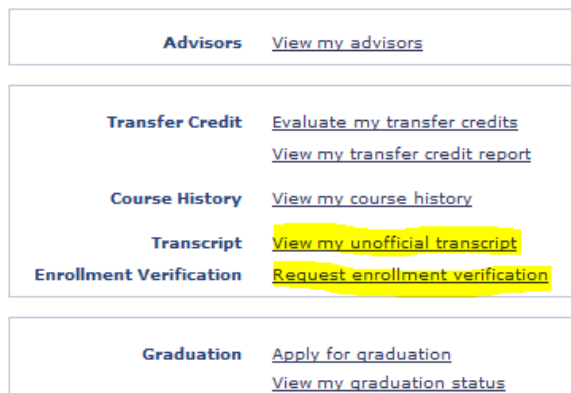 Advisors View my advisors
Transfer Credit Evaluate my transfer credits
View my transfer credit report
Course History View my course history
Transcript View my unofficial transcript
Enrollment Verification Request enrollment verification
Graduation Apply for graduation
View my graduation status